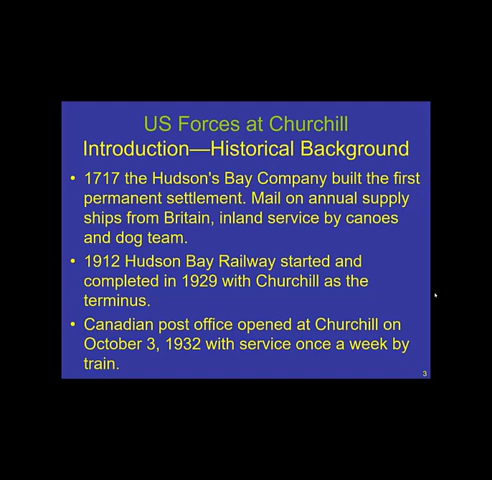 US Forces at Churchill
Introduction—Historical Background
• 1717 the Hudson's Bay Company built the first
permanent settlement. Mail on annual supply
ships from Britain, inland service by canoes
and dog team.
• 1912 Hudson Bay Railway started and
completed in 1929 with Churchill as the
terminus.
• Canadian post office opened at Churchill on
October 3, 1932 with service once a week by
train.
3